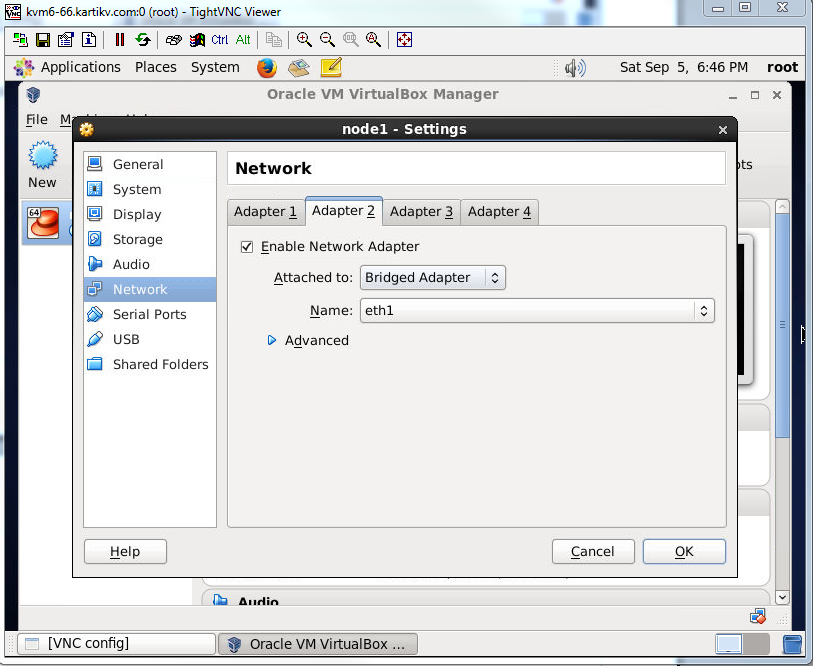 kvm6-66.kartikv.com:0 (root) - TightVNC Viewer
Ctrl Alt
Applications Places System Sat Sep 5, 6:46 PM root
Oracle VM VirtualBox Manager
File
node1 - Settings
New
64
General
System
Display
Storage
Audio
Network
Serial Ports
USB
Shared Folders
Network
Adapter 1 Adapter 2 Adapter 3 Adapter 4
Enable Network Adapter
Attached to: Bridged Adapter
Name: eth1
Advanced
Help Cancel OK
Audio
[VNC config] Oracle VM VirtualBox ...